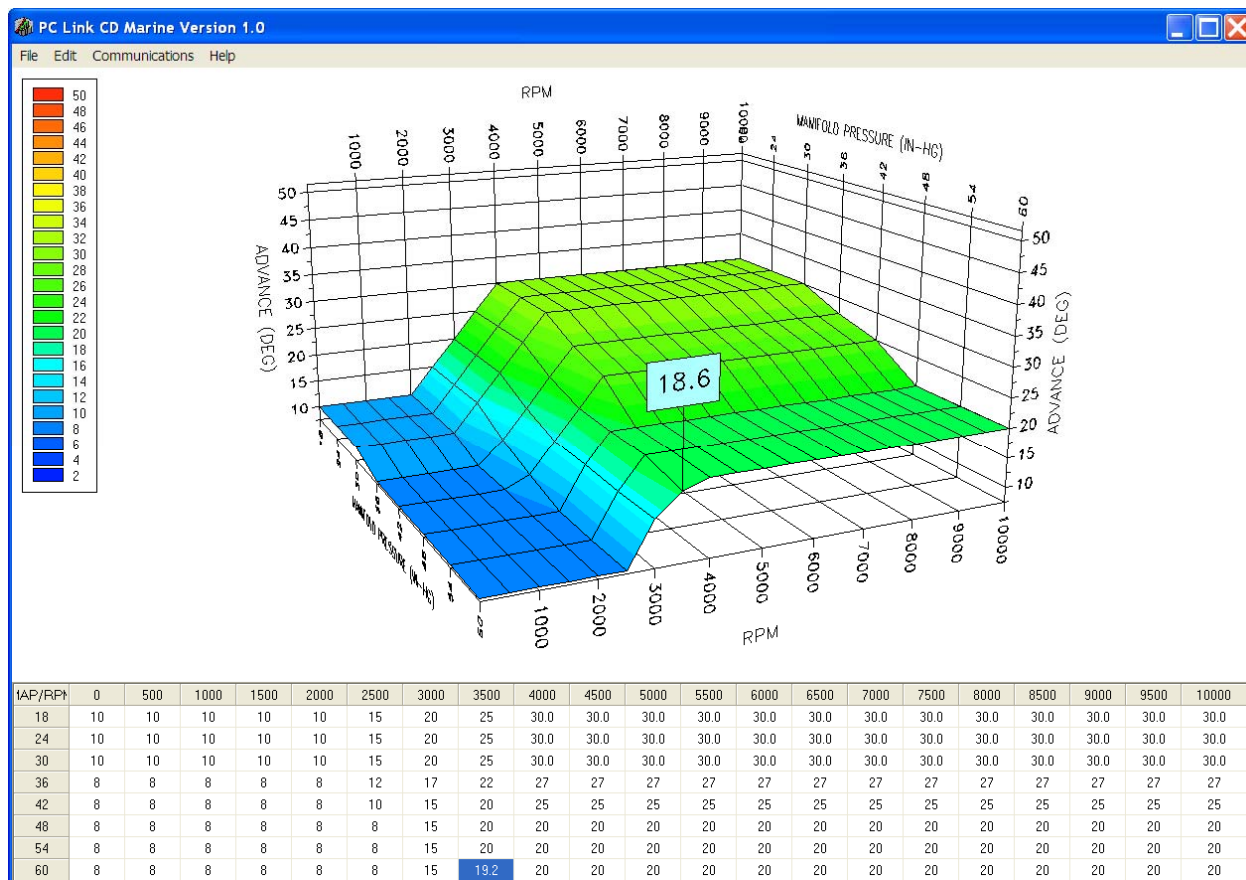 PC Link CD Marine Version 1.0
File Edit Communications Help
50
48
46
44
42
40
38
36
34
32
30
28
26
24
22
20
18
16
14
12
10
8
6
4
2
RPM
1000 2000 3000 4000 5000 6000 7000 8000 9000
MANIFOLD PRESSURE (IN-HG)
24 30 36 42 48 54 60
ADVANCE (DEG)
50
45
40
35
30
25
20
15
10
18.6
ADVANCE (DEG)
50
45
40
35
30
25
20
15
10
MANIFOLD PRESSURE (IN-HG)
1000 2000 3000 4000 5000 6000 7000 8000 9000 10000
RPM
0 500 1000 1500 2000 2500 3000 3500 4000 4500 5000 5500 6000 6500 7000 7500 8000 8500 9000 9500 10000
18 10 10 10 10 10 15 20 25 30.0 30.0 30.0 30.0 30.0 30.0 30.0 30.0 30.0 30.0 30.0 30.0 30.0
24 10 10 10 10 10 15 20 25 30.0 30.0 30.0 30.0 30.0 30.0 30.0 30.0 30.0 30.0 30.0 30.0 30.0
30 10 10 10 10 10 15 20 25 30.0 30.0 30.0 30.0 30.0 30.0 30.0 30.0 30.0 30.0 30.0 30.0 30.0
36 8 8 8 8 8 12 17 22 27 27 27 27 27 27 27 27 27 27 27 27 27
42 8 8 8 8 8 10 15 20 25 25 25 25 25 25 25 25 25 25 25 25 25
48 8 8 8 8 8 8 15 20 20 20 20 20 20 20 20 20 20 20 20 20 20
54 8 8 8 8 8 8 15 20 20 20 20 20 20 20 20 20 20 20 20 20 20
60 8 8 8 8 8 8 15 19.2 20 20 20 20 20 20 20 20 20 20 20 20 20